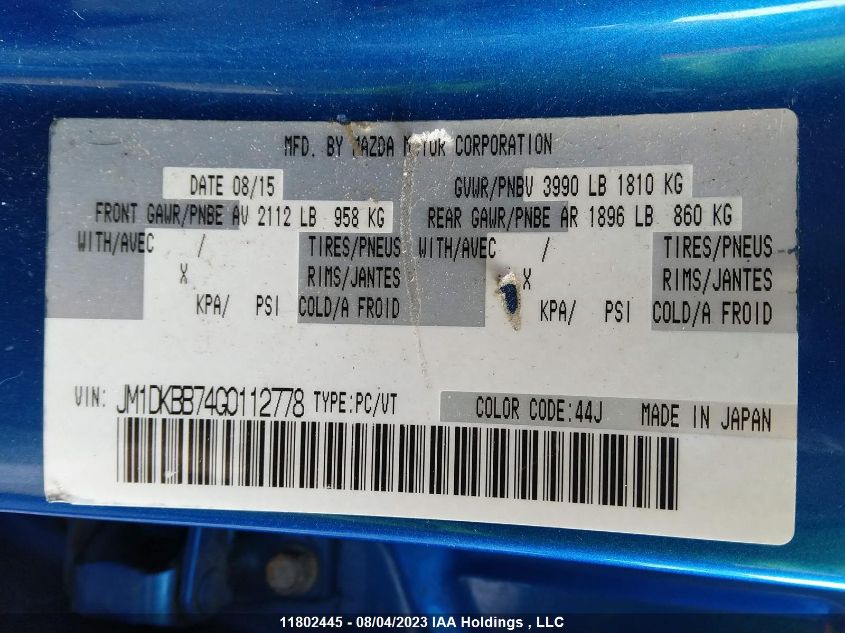 MFD. BY MAZDA MOTOR CORPORATION
DATE 08/15 GVWR/PNBV 3990 LB 1810 KG
FRONT GAWR/PNBE AV 2112 LB 958 KG REAR GAWR/PNBE AR 1896 LB 860 KG
WITH/AVEC / TIRES/PNEUS WITH/AVEC / TIRES/PNEUS
X RIMS/JANTES X RIMS/JANTES
KPA/ PSI COLD/A FROID KPA/ PSI COLD/A FROID
VIN: JM1DKBB74G0112778 TYPE:PC/VT COLOR CODE:44J MADE IN JAPAN
11802445 - 08/04/2023 IAA Holdings , LLC